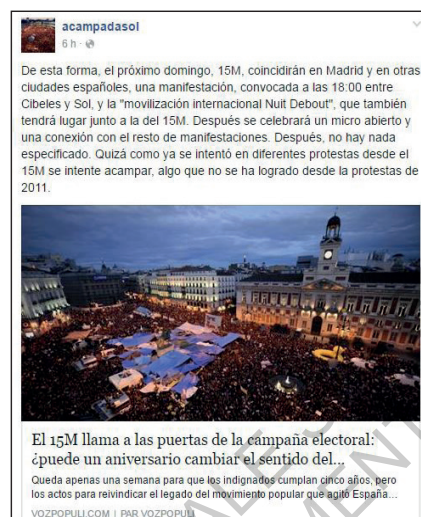 acampadasol
6 h ·
De esta forma, el próximo domingo, 15M, coincidirán en Madrid y en otras
ciudades españoles, una manifestación, convocada a las 18:00 entre
Cibeles y Sol, y la "movilización internacional Nuit Debout", que también
tendrá lugar junto a la del 15M. Después se celebrará un micro abierto y
una conexión con el resto de manifestaciones. Después, no hay nada
especificado. Quizá como ya se intentó en diferentes protestas desde el
15M se intente acampar, algo que no se ha logrado desde la protestas de
2011.
El 15M llama a las puertas de la campaña electoral:
¿puede un aniversario cambiar el sentido del...
Queda apenas una semana para que los indignados cumplan cinco años, pero
los actos para reivindicar el legado del movimiento popular que agitó España…
VOZPOPULI.COM | PAR VOZPOPULI